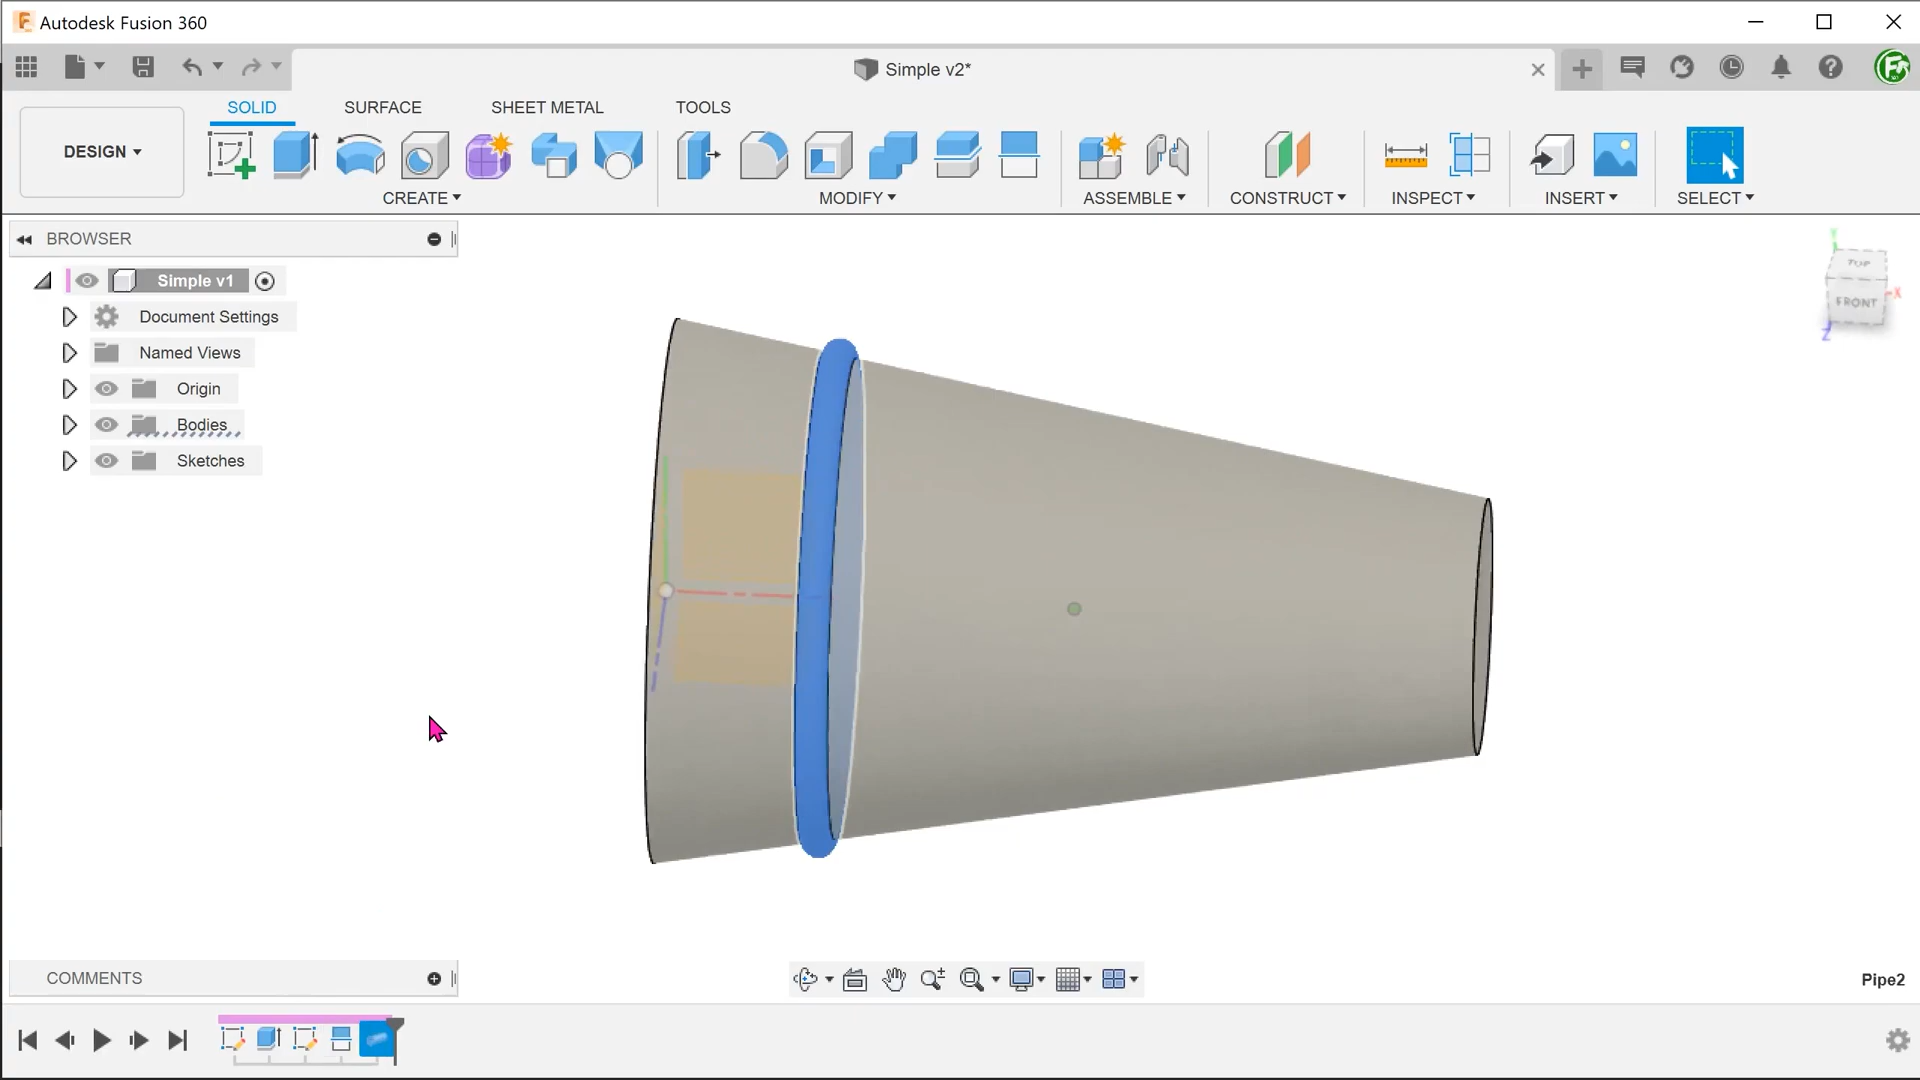 Autodesk Fusion 360
Simple v2*
SOLID SURFACE SHEET METAL TOOLS
DESIGN
CREATE MODIFY ASSEMBLE CONSTRUCT INSPECT INSERT SELECT
BROWSER
Simple v1
Document Settings
Named Views
Origin
Bodies
Sketches
TOP
FRONT
X
Y
Z
COMMENTS
Pipe2